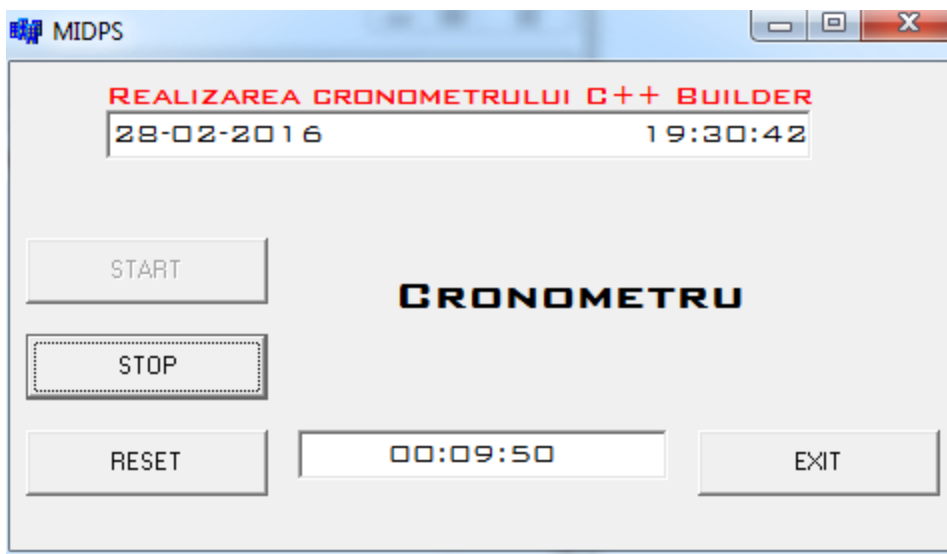 MIDPS
Realizarea cronometrului C++ Builder
28-02-2016 19:30:42
START
Cronometru
STOP
RESET 00:09:50 EXIT